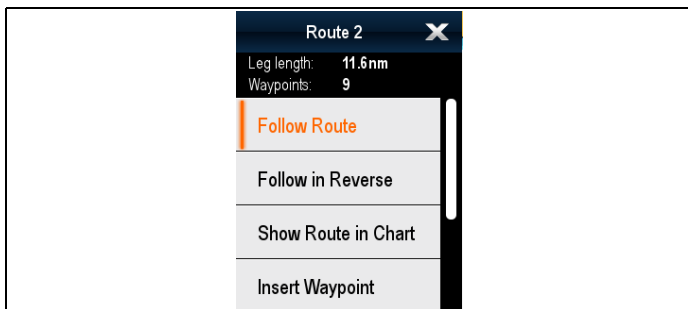 Route 2
Leg length: 11.6nm
Waypoints: 9
Follow Route
Follow in Reverse
Show Route in Chart
Insert Waypoint